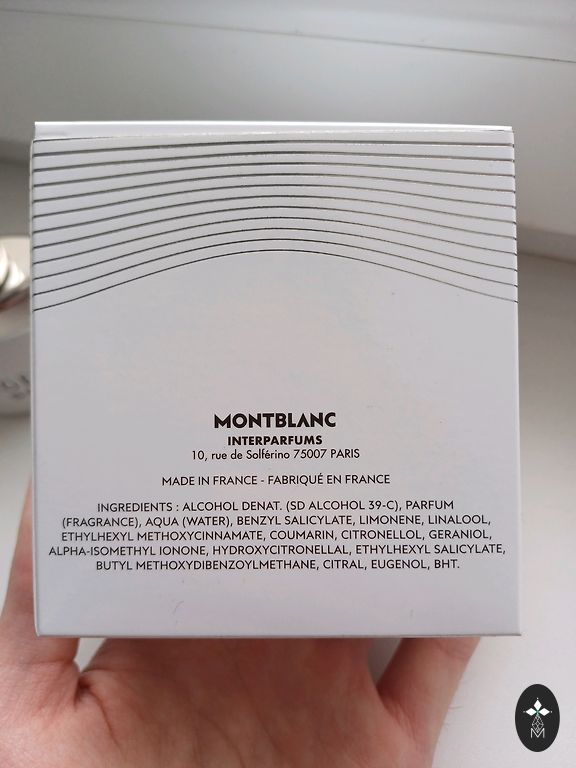 MONTBLANC
INTERPARFUMS
10, rue de Solférino 75007 PARIS
MADE IN FRANCE - FABRIQUÉ EN FRANCE
INGREDIENTS : ALCOHOL DENAT. (SD ALCOHOL 39-C), PARFUM
(FRAGRANCE), AQUA (WATER), BENZYL SALICYLATE, LIMONENE, LINALOOL,
ETHYLHEXYL METHOXYCINNAMATE, COUMARIN, CITRONELLOL, GERANIOL,
ALPHA-ISOMETHYL IONONE, HYDROXYCITRONELLAL, ETHYLHEXYL SALICYLATE,
BUTYL METHOXYDIBENZOYLMETHANE, CITRAL, EUGENOL, BHT.